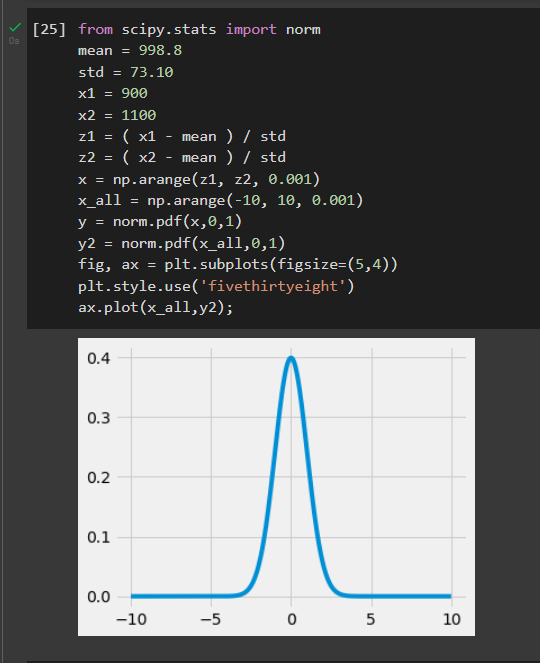 [25] from scipy.stats import norm
0s
mean = 998.8
std = 73.10
x1 = 900
x2 = 1100
z1 = ( x1 - mean ) / std
z2 = ( x2 - mean ) / std
x = np.arange(z1, z2, 0.001)
x_all = np.arange(-10, 10, 0.001)
y = norm.pdf(x,0,1)
y2 = norm.pdf(x_all,0,1)
fig, ax = plt.subplots(figsize=(5,4))
plt.style.use('fivethirtyeight')
ax.plot(x_all,y2);
0.4
0.3
0.2
0.1
0.0
−10 −5 0 5 10